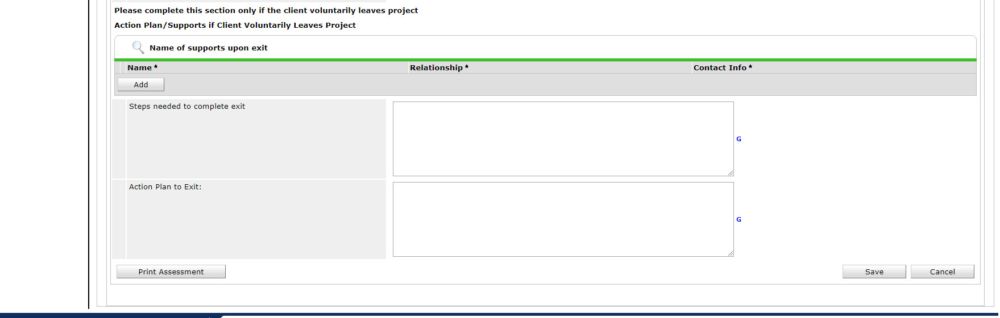 Please complete this section only if the client voluntarily leaves project
Action Plan/Supports if Client Voluntarily Leaves Project
Name of supports upon exit
Name * Relationship * Contact Info *
Add
Steps needed to complete exit
G
Action Plan to Exit:
G
Print Assessment Save Cancel